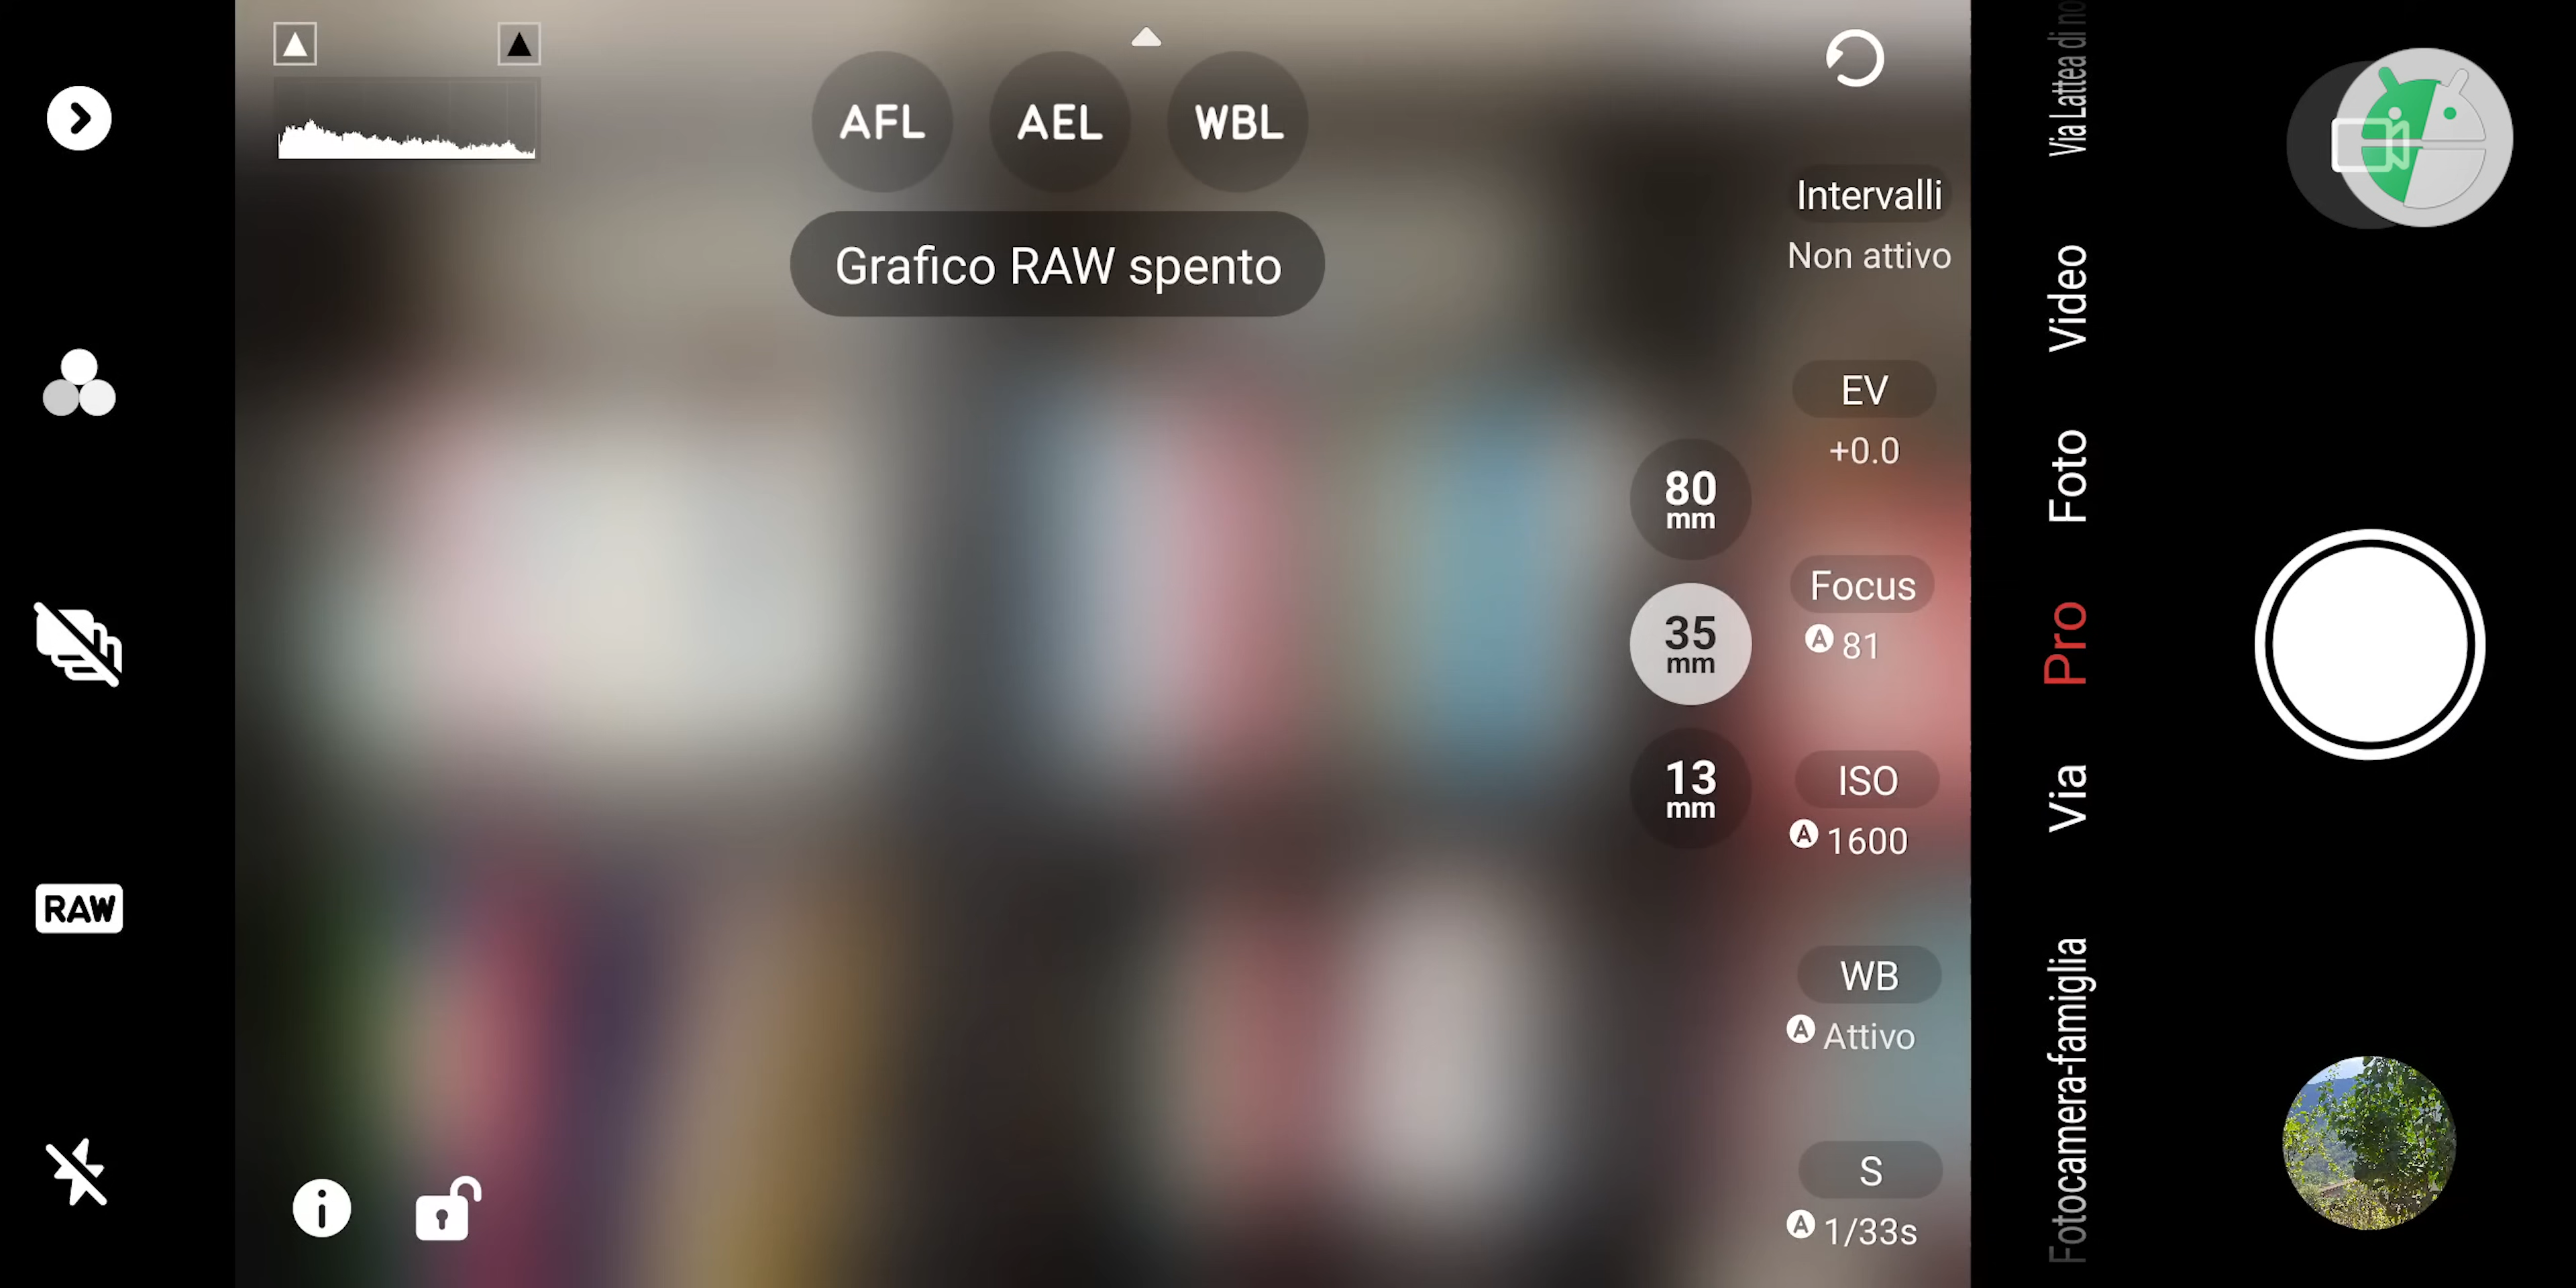 AFL AEL WBL
Grafico RAW spento
Intervalli
Non attivo
EV
+0.0
80
mm
35
mm
13
mm
Focus
A 81
ISO
A 1600
WB
A Attivo
S
A 1/33s
RAW
Via Lattea di no
Video
Foto
Pro
Via
Fotocamera-famiglia